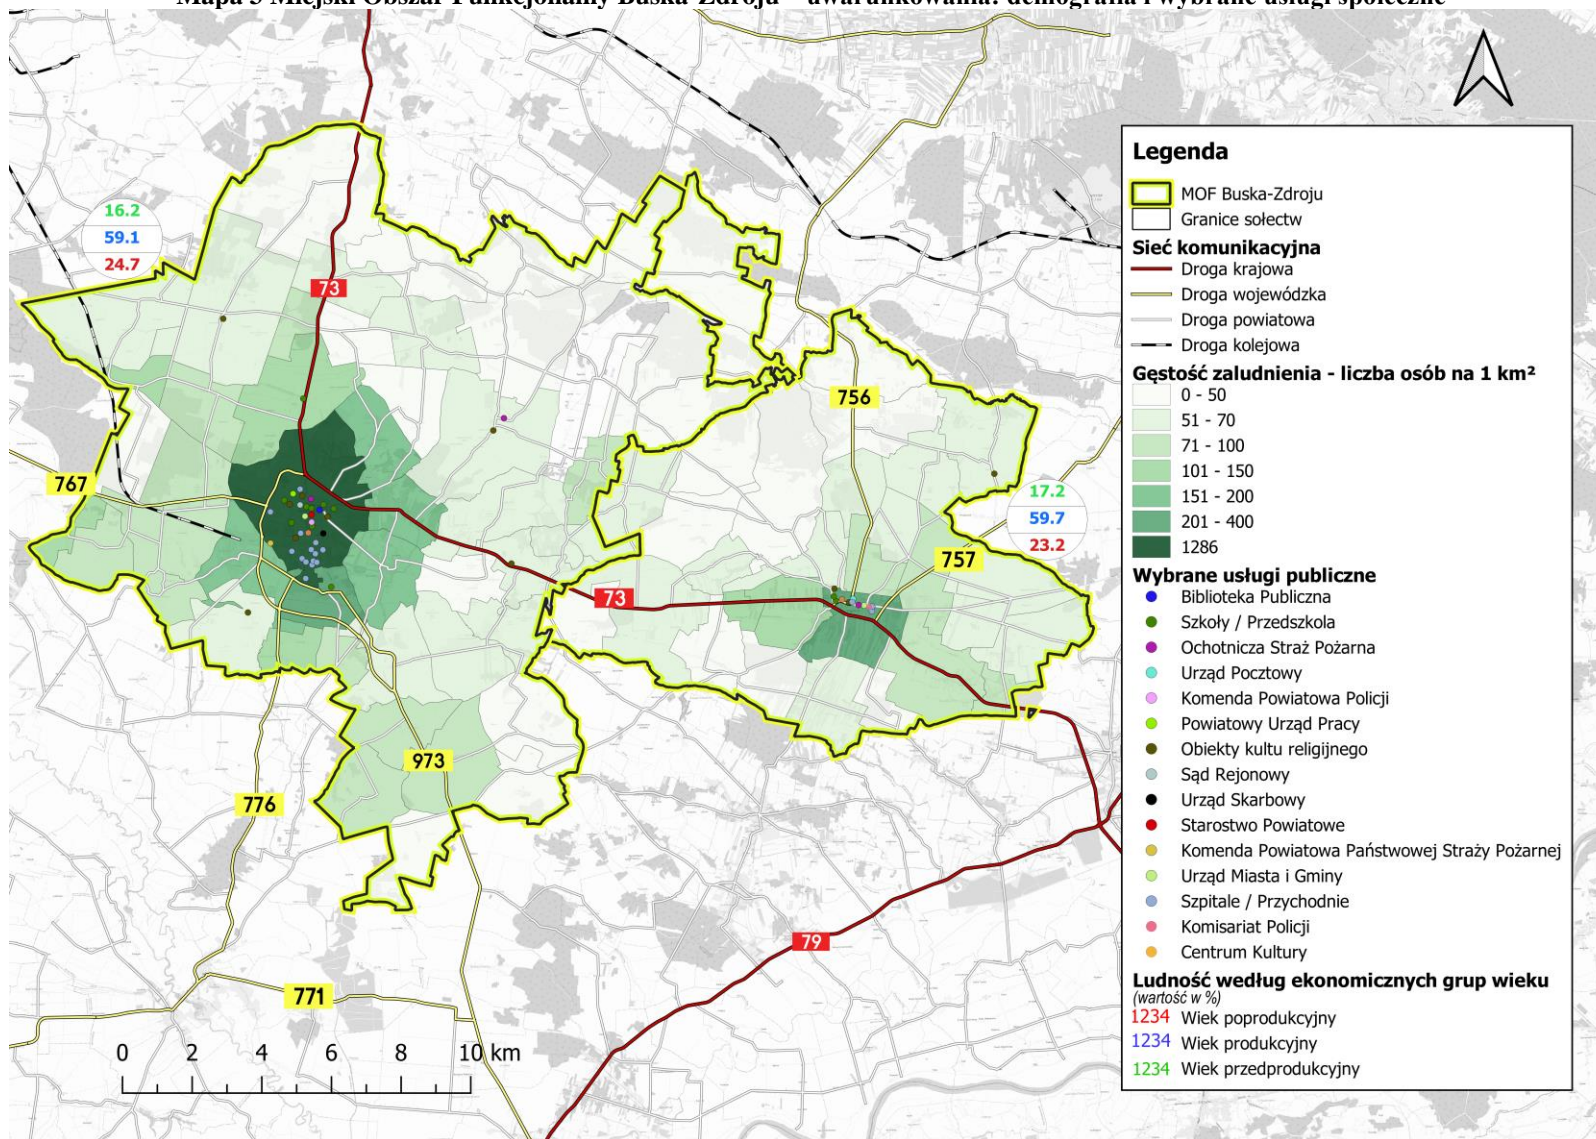 Mapa 3 Miejski Obszar Funkcjonalny Buska-Zdroju – uwarunkowania: demografia i wybrane usługi społeczne
16.2
59.1
24.7
73
767
756
17.2
59.7
23.2
757
73
973
776
79
771
0 2 4 6 8 10 km
Legenda
MOF Buska-Zdroju
Granice sołectw
Sieć komunikacyjna
Droga krajowa
Droga wojewódzka
Droga powiatowa
Droga kolejowa
Gęstość zaludnienia - liczba osób na 1 km²
0 - 50
51 - 70
71 - 100
101 - 150
151 - 200
201 - 400
1286
Wybrane usługi publiczne
Biblioteka Publiczna
Szkoły / Przedszkola
Ochotnicza Straż Pożarna
Urząd Pocztowy
Komenda Powiatowa Policji
Powiatowy Urząd Pracy
Obiekty kultu religijnego
Sąd Rejonowy
Urząd Skarbowy
Starostwo Powiatowe
Komenda Powiatowa Państwowej Straży Pożarnej
Urząd Miasta i Gminy
Szpitale / Przychodnie
Komisariat Policji
Centrum Kultury
Ludność według ekonomicznych grup wieku
(wartość w %)
1234 Wiek poprodukcyjny
1234 Wiek produkcyjny
1234 Wiek przedprodukcyjny